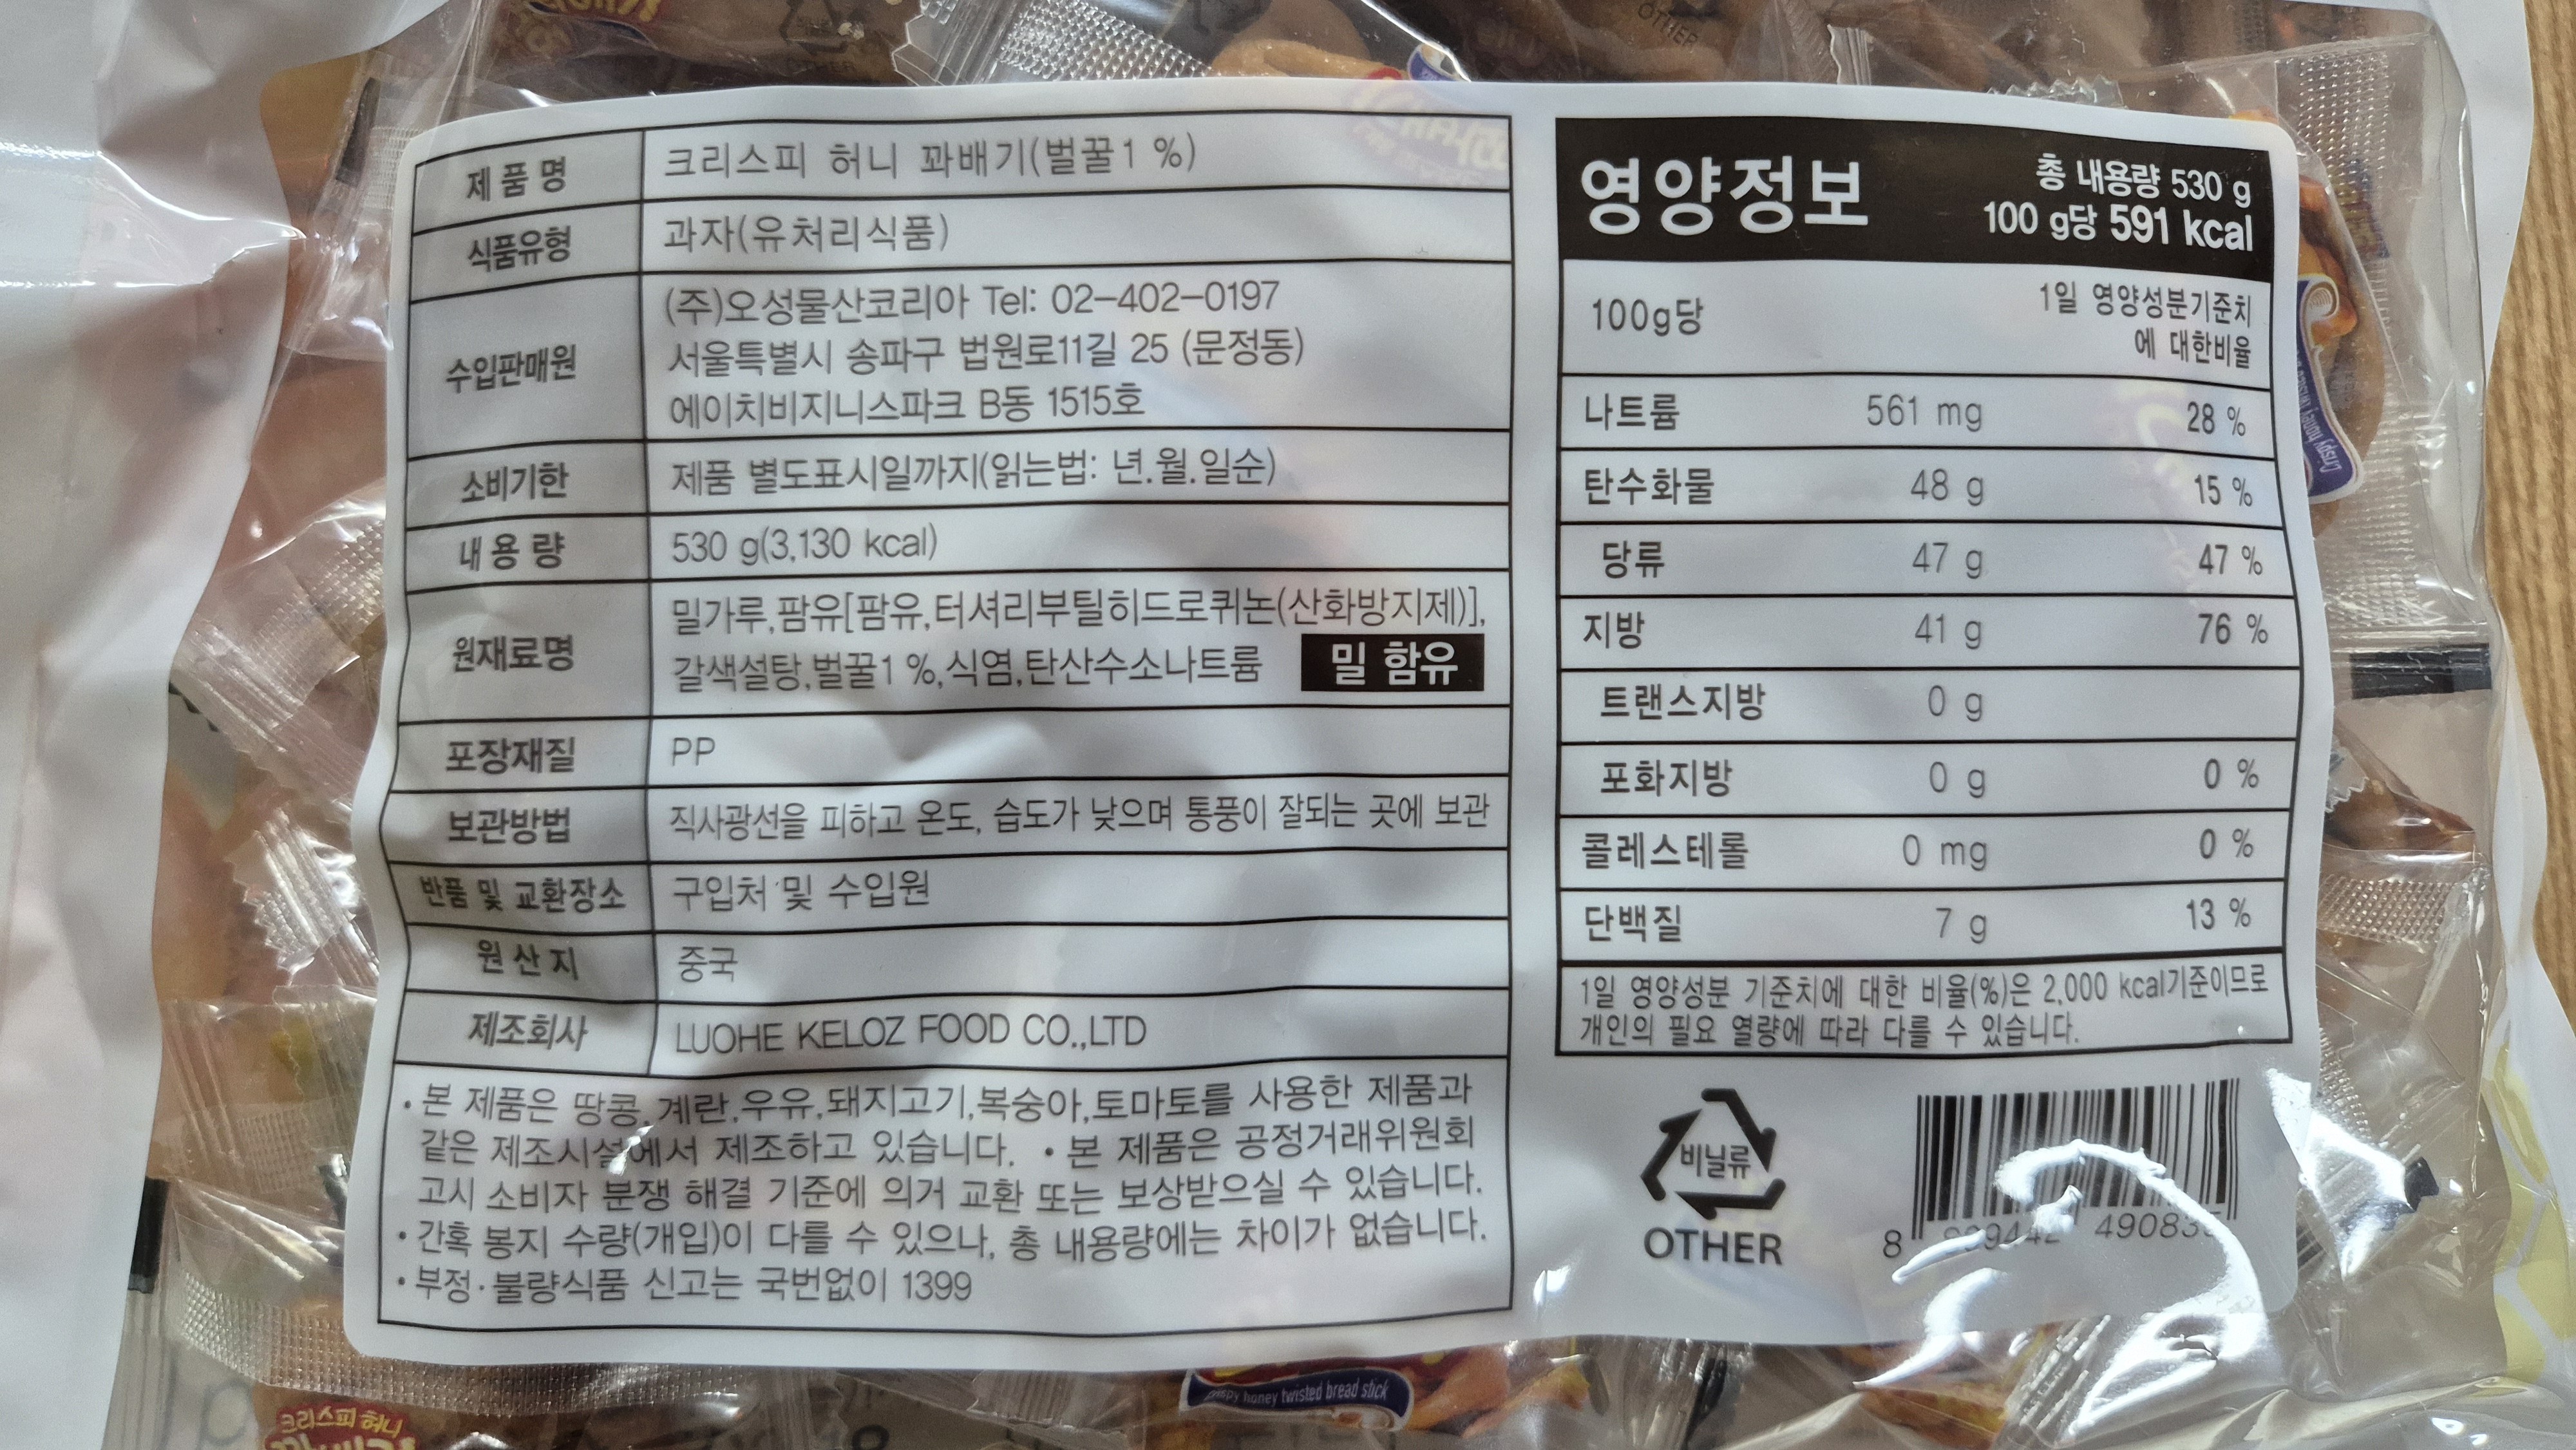 제품명 크리스피 허니 꽈배기(벌꿀1 %)
식품유형 과자(유처리식품)
수입판매원 (주)오성물산코리아 Tel: 02-402-0197
서울특별시 송파구 법원로11길 25 (문정동)
에이치비지니스파크 B동 1515호
소비기한 제품 별도표시일까지(읽는법: 년.월.일순)
내용량 530 g(3,130 kcal)
원재료명 밀가루,팜유[팜유,터셔리부틸히드로퀴논(산화방지제)],
갈색설탕,벌꿀1 %,식염,탄산수소나트륨 밀 함유
포장재질 PP
보관방법 직사광선을 피하고 온도, 습도가 낮으며 통풍이 잘되는 곳에 보관
반품 및 교환장소 구입처 및 수입원
원산지 중국
제조회사 LUOHE KELOZ FOOD CO.,LTD
• 본 제품은 땅콩,계란,우유,돼지고기,복숭아,토마토를 사용한 제품과
같은 제조시설에서 제조하고 있습니다. • 본 제품은 공정거래위원회
고시 소비자 분쟁 해결 기준에 의거 교환 또는 보상받으실 수 있습니다.
• 간혹 봉지 수량(개입)이 다를 수 있으나, 총 내용량에는 차이가 없습니다.
• 부정·불량식품 신고는 국번없이 1399
영양정보 총 내용량 530 g
100 g당 591 kcal
100g당 1일 영양성분기준치
에 대한비율
나트륨 561 mg 28 %
탄수화물 48 g 15 %
당류 47 g 47 %
지방 41 g 76 %
트랜스지방 0 g
포화지방 0 g 0 %
콜레스테롤 0 mg 0 %
단백질 7 g 13 %
1일 영양성분 기준치에 대한 비율(%)은 2,000 kcal기준이므로
개인의 필요 열량에 따라 다를 수 있습니다.
비닐류
OTHER
8
OTHER
crispy honey twisted bread stick
크리스피 허니